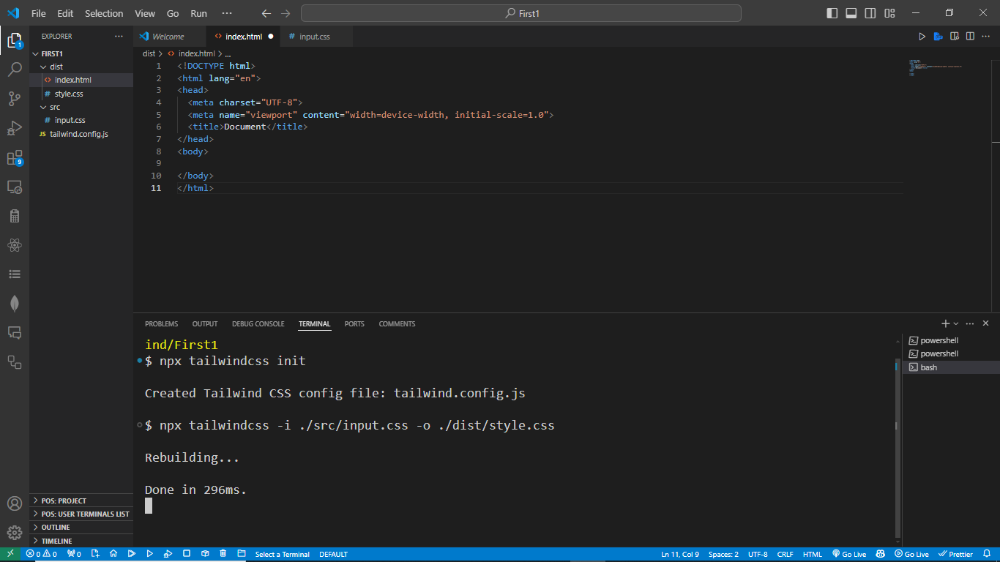 File Edit Selection View Go Run ···
First1
EXPLORER ···
FIRST1
dist
<> index.html
# style.css
src
# input.css
JS tailwind.config.js
POS: PROJECT
POS: USER TERMINALS LIST
OUTLINE
TIMELINE
1
9
Welcome
<> index.html
# input.css
dist > <> index.html > ...
1 <!DOCTYPE html>
2 <html lang="en">
3 <head>
4 <meta charset="UTF-8">
5 <meta name="viewport" content="width=device-width, initial-scale=1.0">
6 <title>Document</title>
7 </head>
8 <body>
9
10 </body>
11 </html>
PROBLEMS OUTPUT DEBUG CONSOLE TERMINAL PORTS COMMENTS
ind/First1
$ npx tailwindcss init
Created Tailwind CSS config file: tailwind.config.js
$ npx tailwindcss -i ./src/input.css -o ./dist/style.css
Rebuilding...
Done in 296ms.
powershell
powershell
bash
0 0 0 Select a Terminal DEFAULT Ln 11, Col 9 Spaces: 2 UTF-8 CRLF HTML Go Live Go Live Prettier